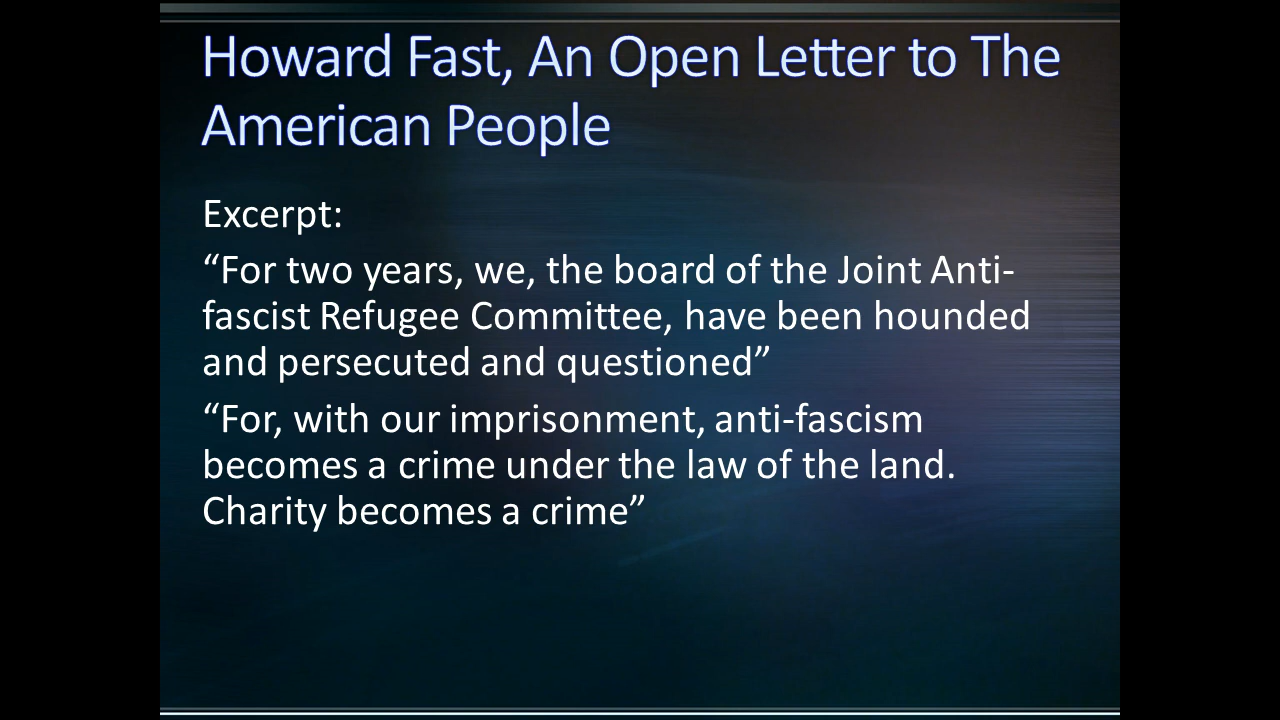 Howard Fast, An Open Letter to The
American People
Excerpt:
“For two years, we, the board of the Joint Anti-
fascist Refugee Committee, have been hounded
and persecuted and questioned”
“For, with our imprisonment, anti-fascism
becomes a crime under the law of the land.
Charity becomes a crime”